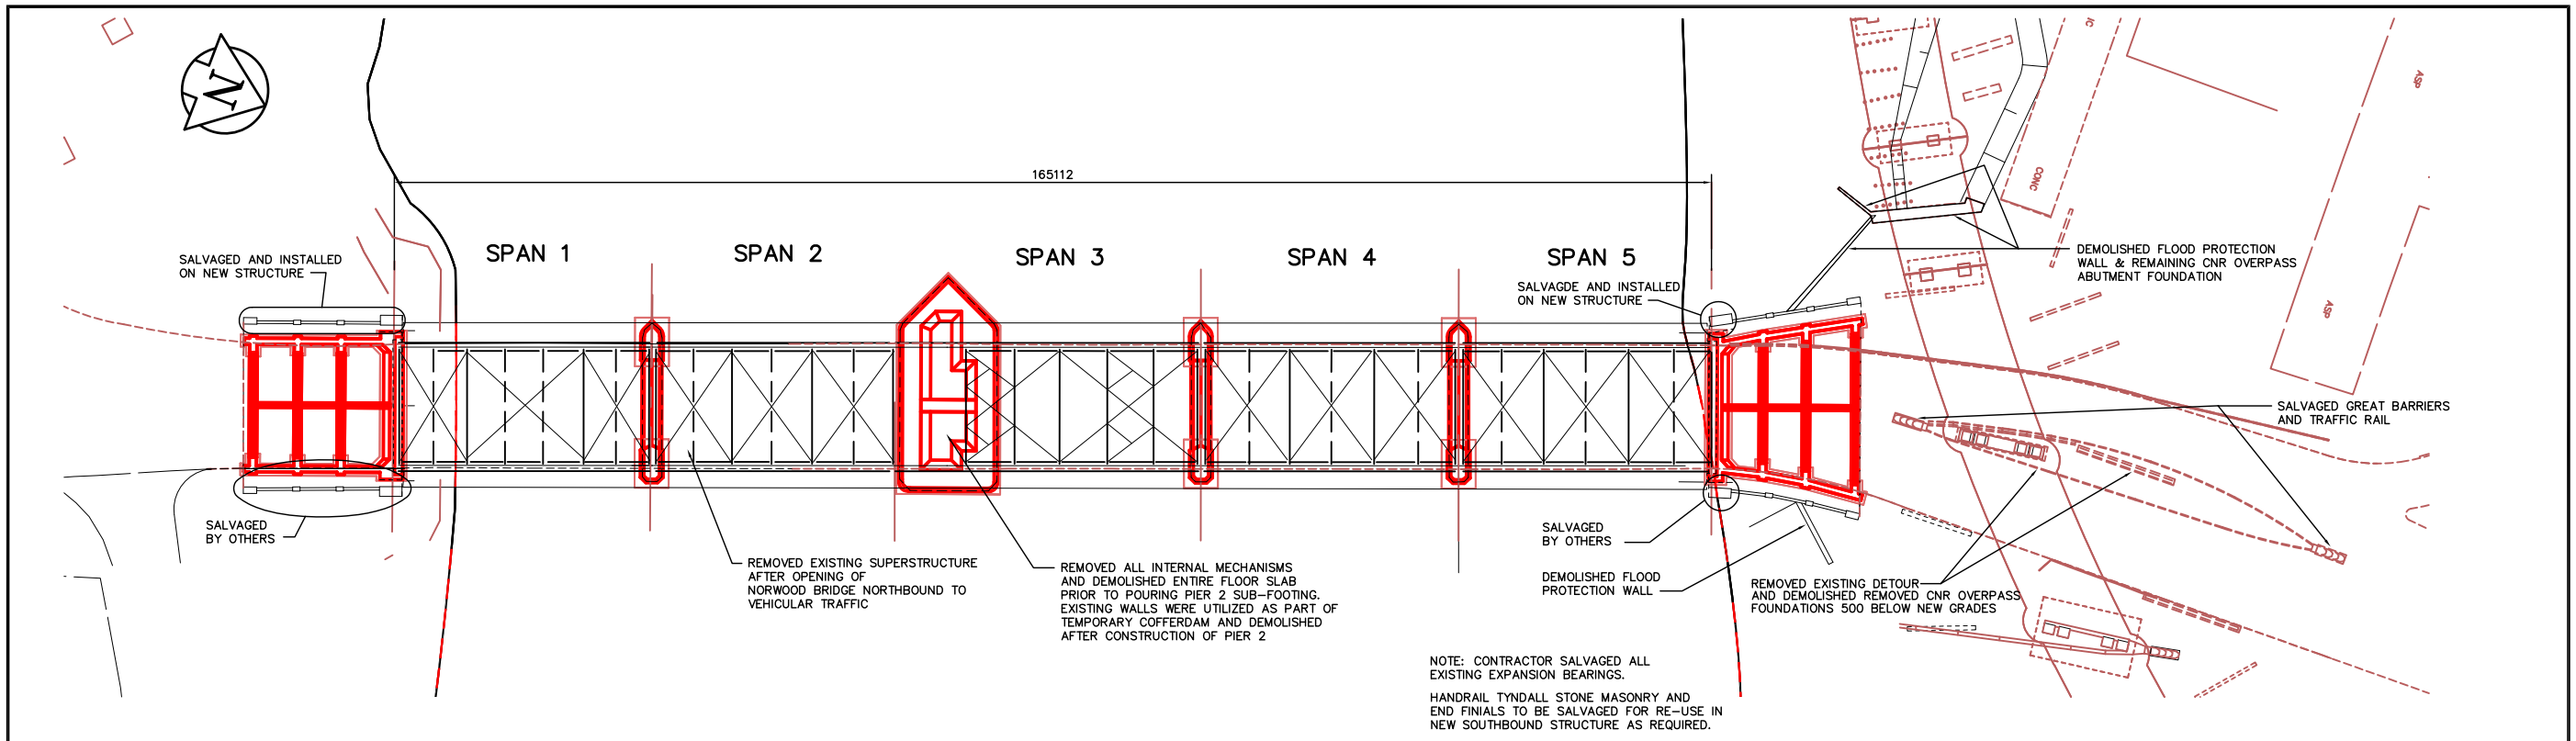 N
165112
SPAN 1
SPAN 2
SPAN 3
SPAN 4
SPAN 5
SALVAGED AND INSTALLED
ON NEW STRUCTURE
SALVAGDE AND INSTALLED
ON NEW STRUCTURE
DEMOLISHED FLOOD PROTECTION
WALL & REMAINING CNR OVERPASS
ABUTMENT FOUNDATION
IC
CONC
ASP
ASP
SALVAGED GREAT BARRIERS
AND TRAFFIC RAIL
SALVAGED
BY OTHERS
REMOVED EXISTING SUPERSTRUCTURE
AFTER OPENING OF
NORWOOD BRIDGE NORTHBOUND TO
VEHICULAR TRAFFIC
REMOVED ALL INTERNAL MECHANISMS
AND DEMOLISHED ENTIRE FLOOR SLAB
PRIOR TO POURING PIER 2 SUB-FOOTING.
EXISTING WALLS WERE UTILIZED AS PART OF
TEMPORARY COFFERDAM AND DEMOLISHED
AFTER CONSTRUCTION OF PIER 2
SALVAGED
BY OTHERS
DEMOLISHED FLOOD
PROTECTION WALL
REMOVED EXISTING DETOUR
AND DEMOLISHED REMOVED CNR OVERPASS
FOUNDATIONS 500 BELOW NEW GRADES
NOTE: CONTRACTOR SALVAGED ALL
EXISTING EXPANSION BEARINGS.
HANDRAIL TYNDALL STONE MASONRY AND
END FINIALS TO BE SALVAGED FOR RE-USE IN
NEW SOUTHBOUND STRUCTURE AS REQUIRED.